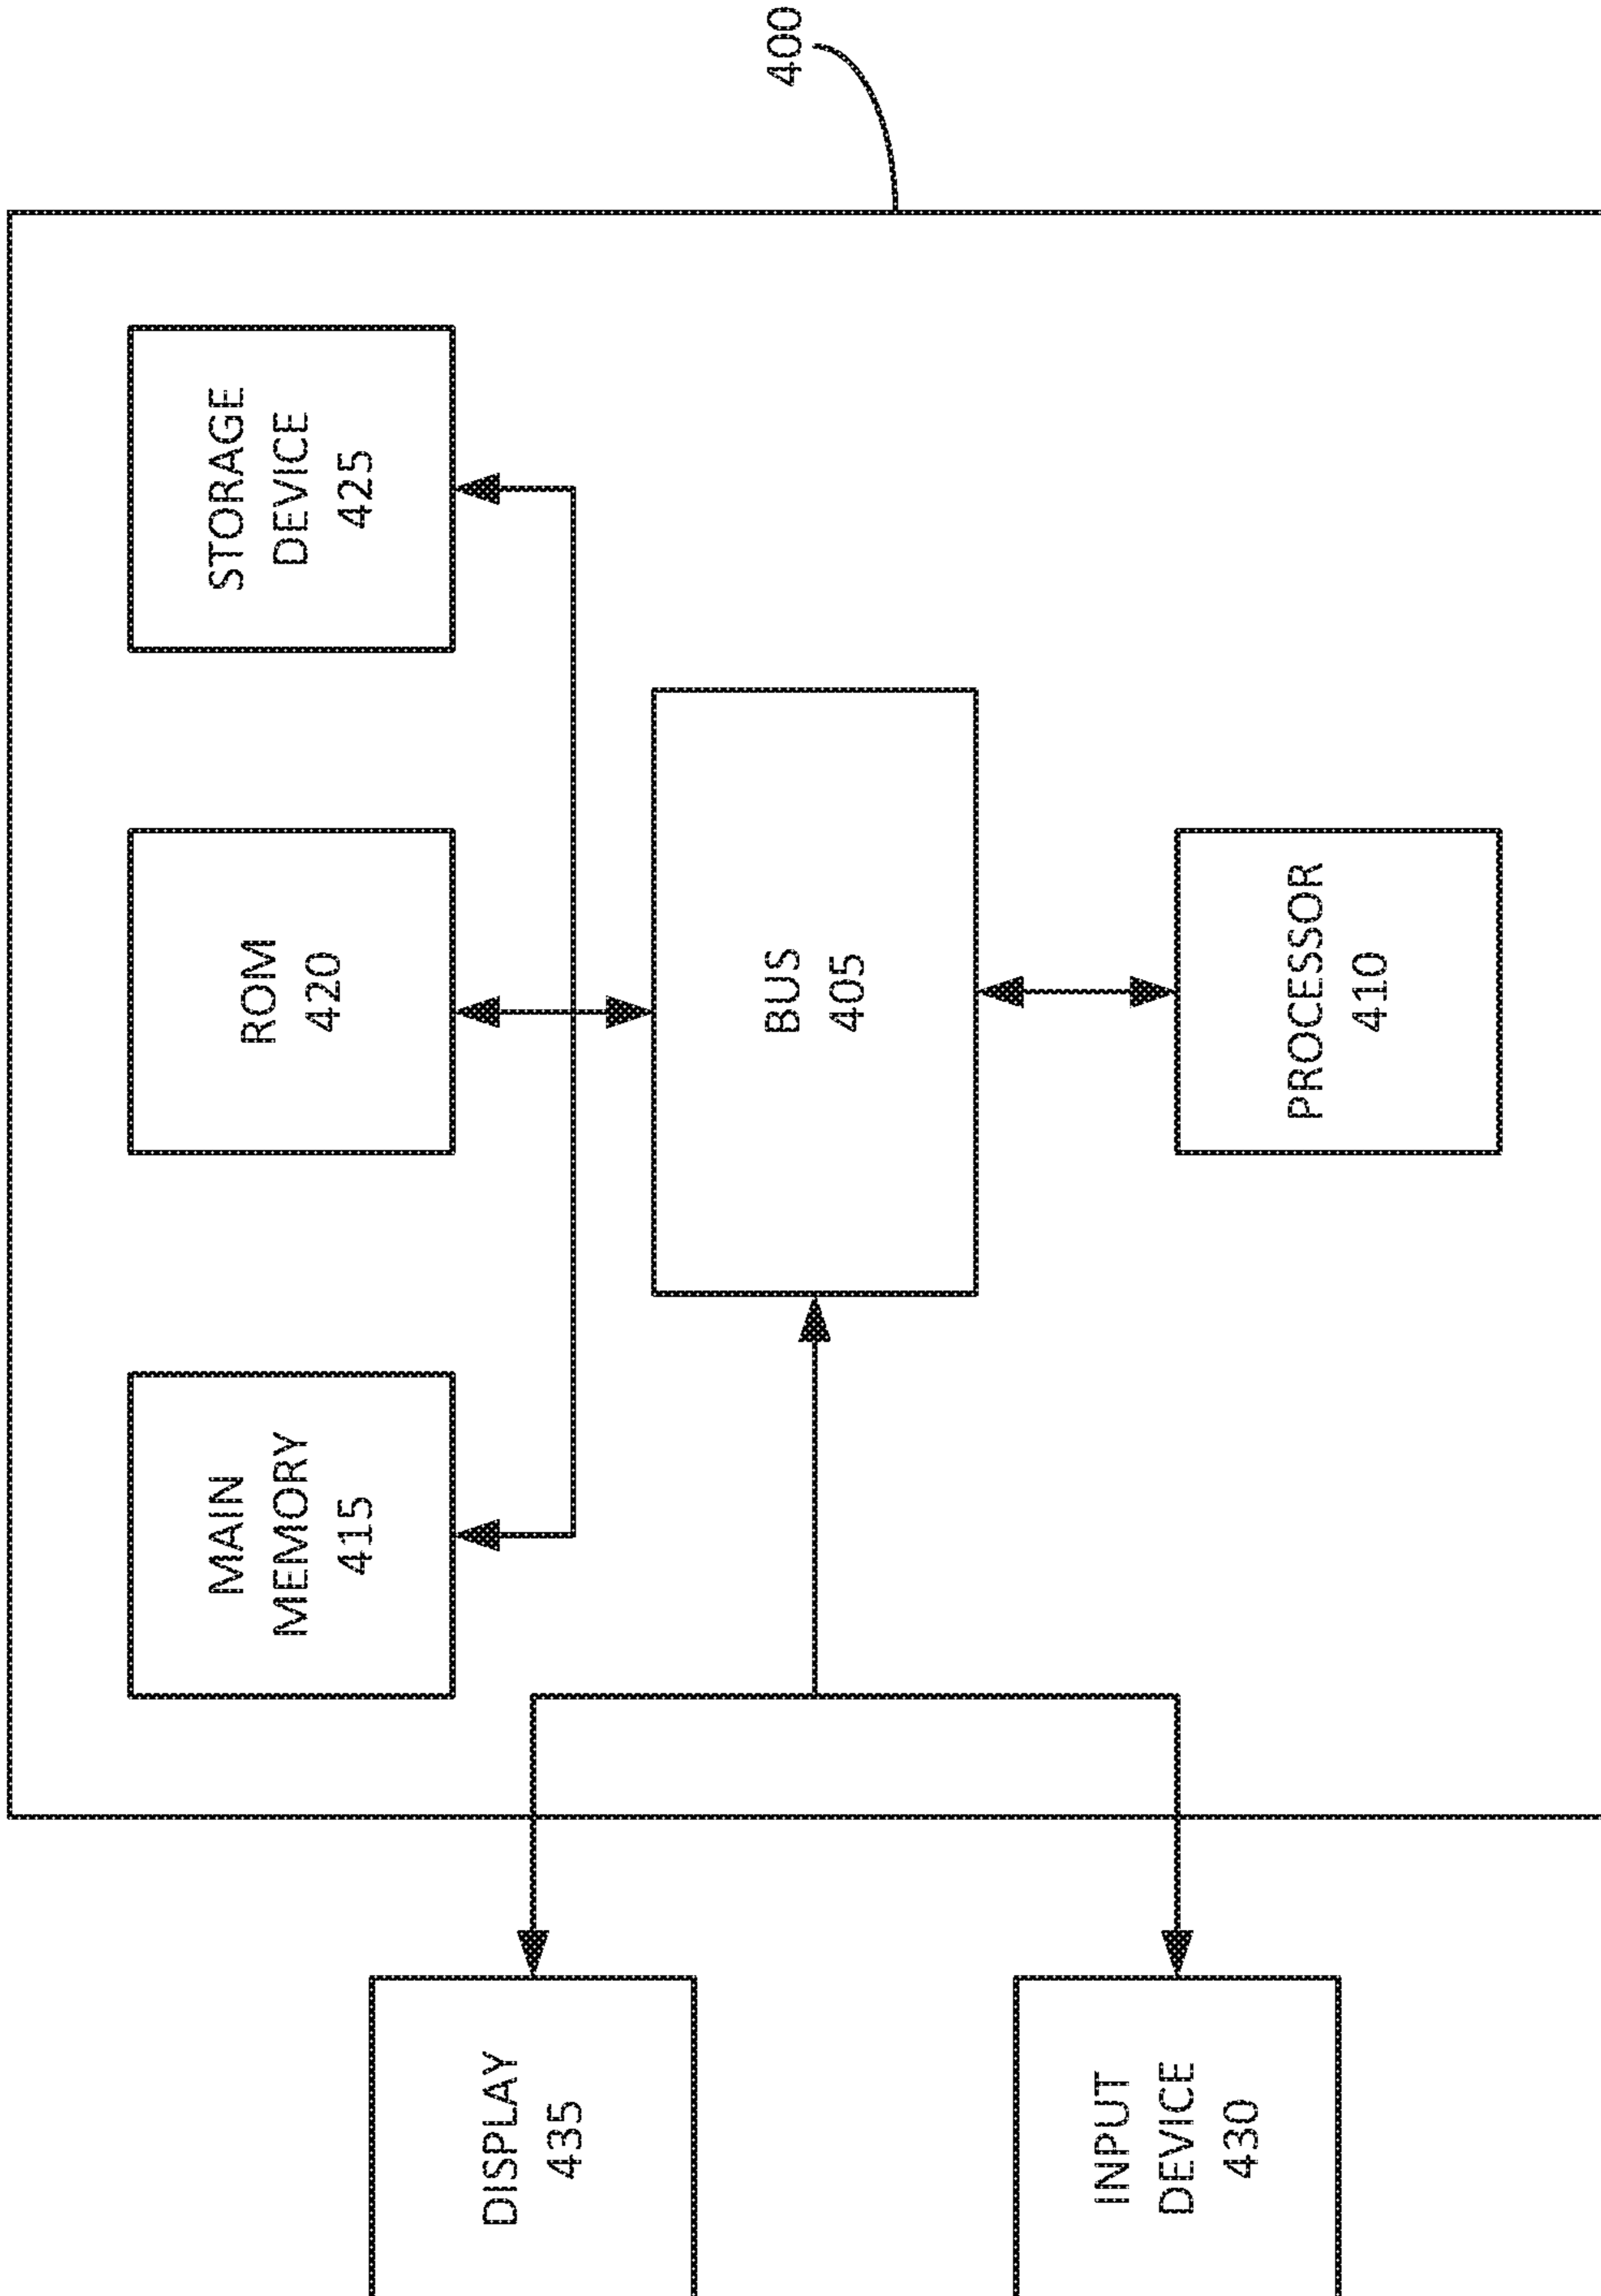 400
MAIN
MEMORY
415
ROM
420
STORAGE
DEVICE
425
DISPLAY
435
BUS
405
INPUT
DEVICE
430
PROCESSOR
410